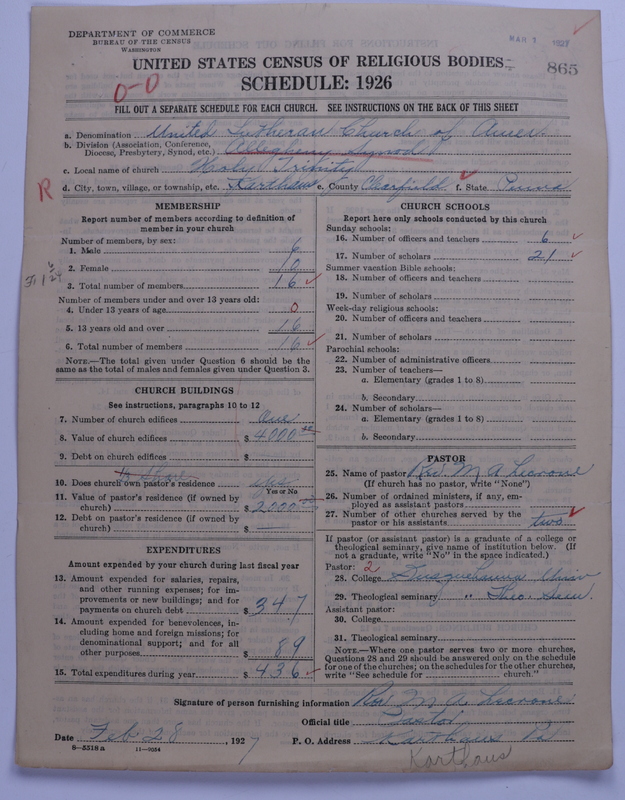 DEPARTMENT OF COMMERCE
BUREAU OF THE CENSUS
WASHINGTON
MAR 1 1927
865
UNITED STATES CENSUS OF RELIGIOUS BODIES
SCHEDULE: 1926
0-0
FILL OUT A SEPARATE SCHEDULE FOR EACH CHURCH. SEE INSTRUCTIONS ON THE BACK OF THIS SHEET
a. Denomination United Lutheran Church of Amer.
b. Division (Association, Conference,
Diocese, Presbytery, Synod, etc.) Allegheny Synod
c. Local name of church Holy Trinity
R d. City, town, village, or township, etc. Karthaus e. County Clearfield f. State Penna
MEMBERSHIP
Report number of members according to definition of
member in your church
Number of members, by sex:
1. Male 6
2. Female 10
3. Total number of members 16
Number of members under and over 13 years old:
4. Under 13 years of age 0
5. 13 years old and over 16
6. Total number of members 16
NOTE.—The total given under Question 6 should be the
same as the total of males and females given under Question 3.
CHURCH BUILDINGS
See instructions, paragraphs 10 to 12
7. Number of church edifices One
8. Value of church edifices $ 4000
9. Debt on church edifices $
1/3 Share
10. Does church own pastor's residence yes
Yes or No
11. Value of pastor's residence (if owned by
church) $ 2000
12. Debt on pastor's residence (if owned by
church) $ —
EXPENDITURES
Amount expended by your church during last fiscal year
13. Amount expended for salaries, repairs,
and other running expenses; for im-
provements or new buildings; and for
payments on church debt $ 347
14. Amount expended for benevolences, in-
cluding home and foreign missions; for
denominational support; and for all
other purposes $ 89
15. Total expenditures during year $ 436
CHURCH SCHOOLS
Report here only schools conducted by this church
Sunday schools:
16. Number of officers and teachers 6
17. Number of scholars 21
Summer vacation Bible schools:
18. Number of officers and teachers
19. Number of scholars
Week-day religious schools:
20. Number of officers and teachers
21. Number of scholars
Parochial schools:
22. Number of administrative officers
23. Number of teachers—
a. Elementary (grades 1 to 8)
b. Secondary
24. Number of scholars—
a. Elementary (grades 1 to 8)
b. Secondary
PASTOR
25. Name of pastor Rev. M A Lecrone
(If church has no pastor, write "None")
26. Number of ordained ministers, if any, em-
ployed as assistant pastors
27. Number of other churches served by the
pastor or his assistants two
If pastor (or assistant pastor) is a graduate of a college or
theological seminary, give name of institution below. (If
not a graduate, write "No" in the space indicated.)
Pastor: 2
28. College Susquehanna Univ
29. Theological seminary " Theo. Sem.
Assistant pastor:
30. College
31. Theological seminary
NOTE.—Where one pastor serves two or more churches,
Questions 28 and 29 should be answered only on the schedule
for one of the churches; on the schedules for the other churches,
write "See schedule for church."
Signature of person furnishing information Rev M A Lecrone
Official title Pastor
Date Feb 28, 1927 P. O. Address Karthaus Pa
8—5518a 11—9054
Karthaus